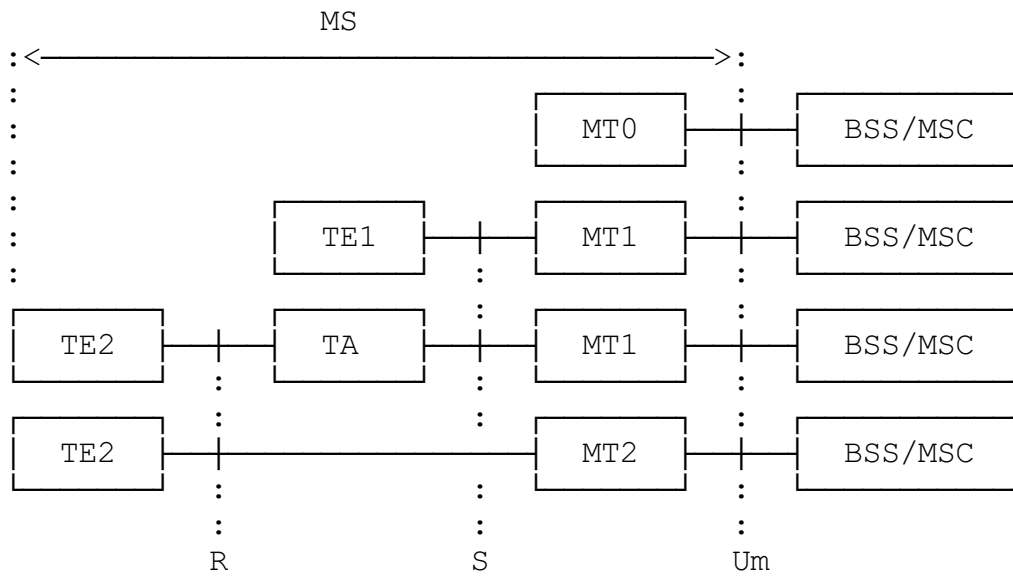 MS
MT0 BSS/MSC
TE1 MT1 BSS/MSC
TE2 TA MT1 BSS/MSC
TE2 MT2 BSS/MSC
R S Um